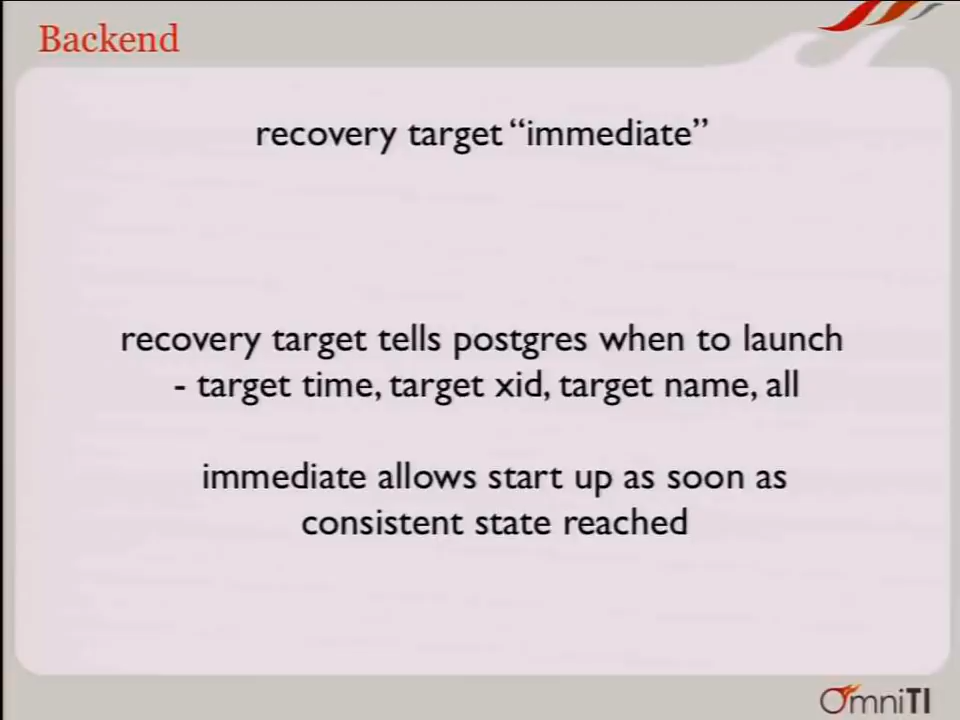 Backend
recovery target “immediate”
recovery target tells postgres when to launch
- target time, target xid, target name, all
immediate allows start up as soon as
consistent state reached
OmniTI